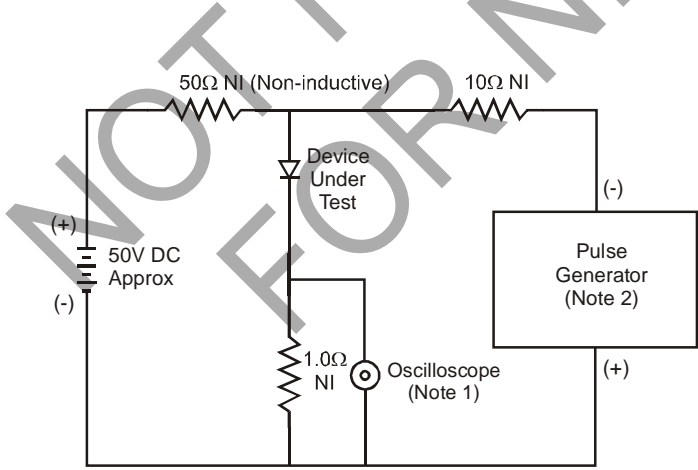 NOT
FOR N
50Ω NI (Non-inductive)
10Ω NI
Device
Under
Test
(-)
(+)
50V DC
Approx
(-)
Pulse
Generator
(Note 2)
1.0Ω
NI
Oscilloscope
(Note 1)
(+)